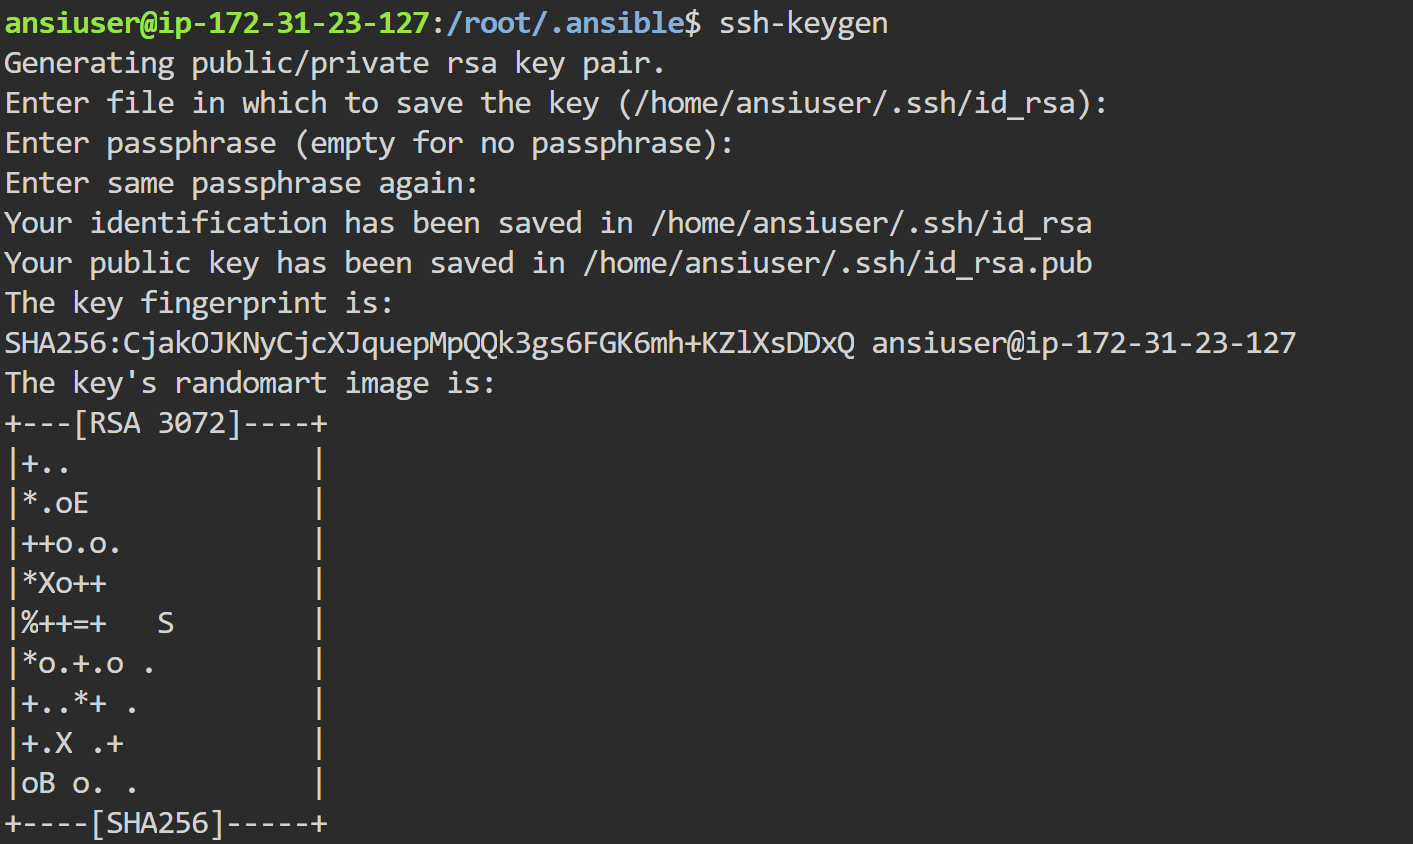 ansiuser@ip-172-31-23-127:/root/.ansible$ ssh-keygen
Generating public/private rsa key pair.
Enter file in which to save the key (/home/ansiuser/.ssh/id_rsa):
Enter passphrase (empty for no passphrase):
Enter same passphrase again:
Your identification has been saved in /home/ansiuser/.ssh/id_rsa
Your public key has been saved in /home/ansiuser/.ssh/id_rsa.pub
The key fingerprint is:
SHA256:CjakOJKNyCjcXJquepMpQQk3gs6FGK6mh+KZlXsDDxQ ansiuser@ip-172-31-23-127
The key's randomart image is:
+---[RSA 3072]----+
|+..              |
|*.oE             |
|++o.o.           |
|*Xo++            |
|%++=+   S        |
|*o.+.o .         |
|+..*+ .          |
|+.X .+           |
|oB o. .          |
+----[SHA256]-----+